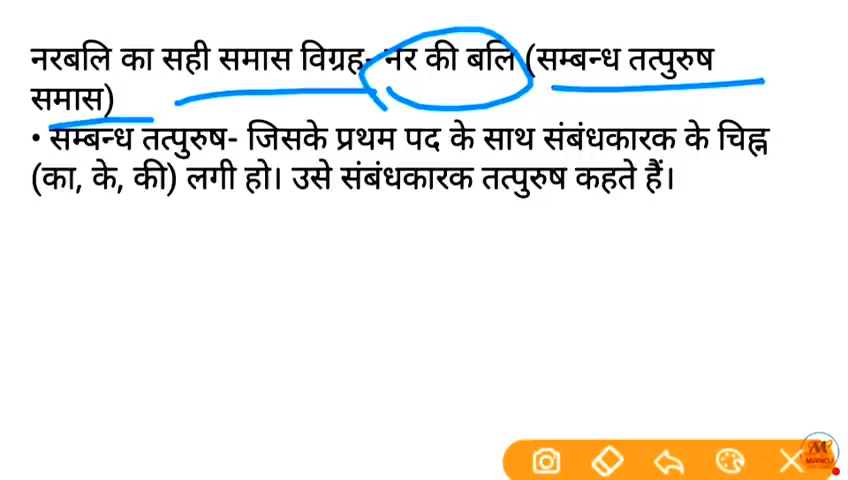 नरबलि का सही समास विग्रह- नर की बलि (सम्बन्ध तत्पुरुष
समास)
• सम्बन्ध तत्पुरुष- जिसके प्रथम पद के साथ संबंधकारक के चिह्न
(का, के, की) लगी हो। उसे संबंधकारक तत्पुरुष कहते हैं।
MANOJ